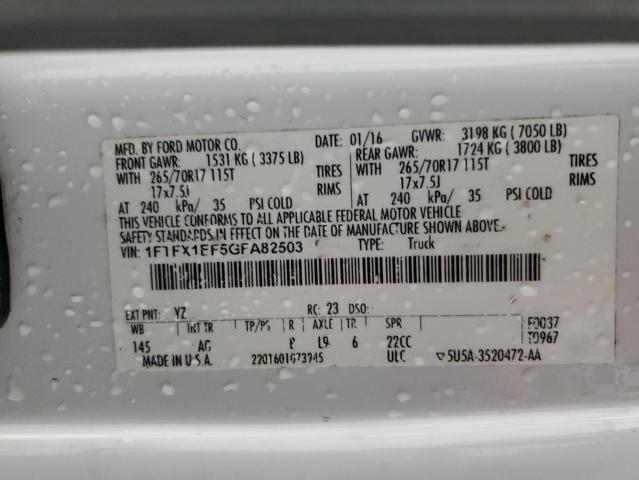 MFD. BY FORD MOTOR CO. DATE: 01/16 GVWR: 3198 KG ( 7050 LB)
FRONT GAWR: 1531 KG ( 3375 LB) REAR GAWR: 1724 KG ( 3800 LB)
WITH 265/70R17 115T TIRES WITH 265/70R17 115T TIRES
17x7.5J RIMS 17x7.5J RIMS
AT 240 kPa/ 35 PSI COLD AT 240 kPa/ 35 PSI COLD
THIS VEHICLE CONFORMS TO ALL APPLICABLE FEDERAL MOTOR VEHICLE
SAFETY STANDARDS IN EFFECT ON THE DATE OF MANUFACTURE SHOWN ABOVE.
VIN: 1FTFX1EF5GFA82503 TYPE: Truck
EXT PNT: YZ RC: 23 DSO:
WB INT TR TP/PS R AXLE TR SPR F0037
145 AG L9 6 22CC T0967
MADE IN U.S.A. ULC ▽5U5A-3520472-AA